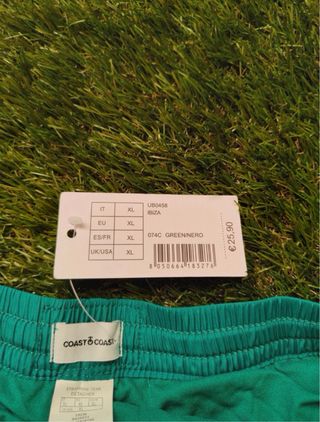 IT XL
EU XL
ES/FR XL
UK/USA XL
UB0458
IBIZA
074C GREEN/NERO
8 050664 183276
€ 25,90
COAST COAST